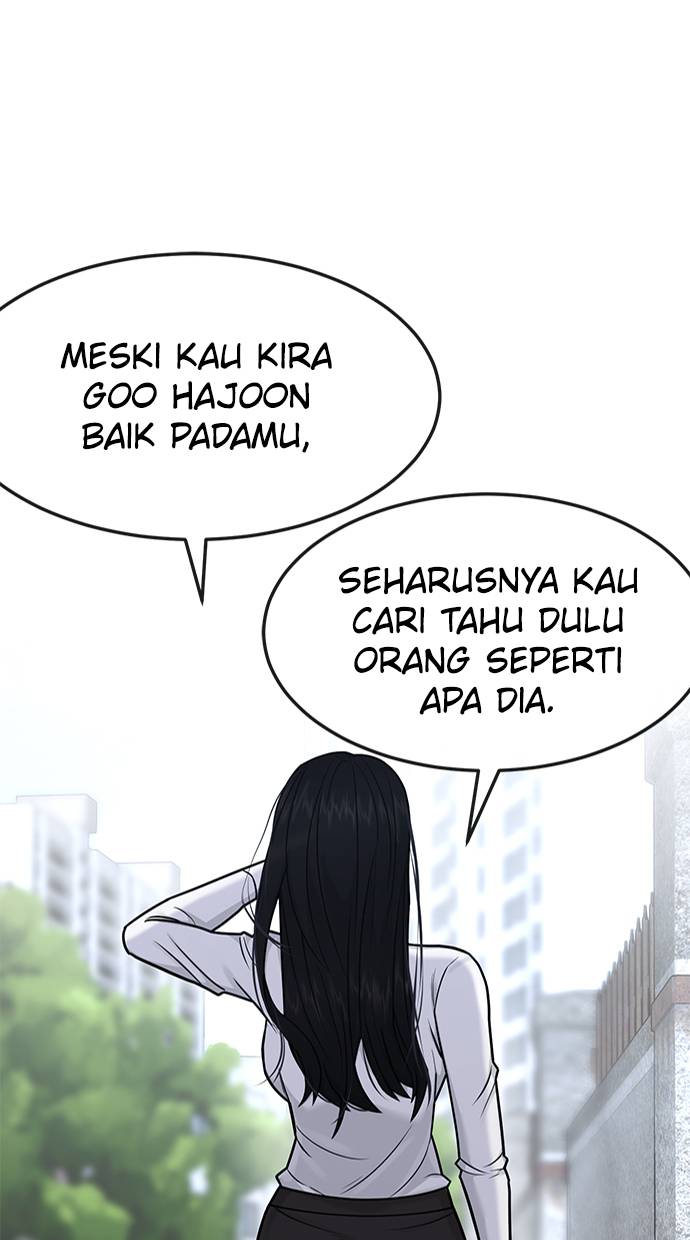 MESKI KAU KIRA
GOO HAJOON
BAIK PADAMU,
SEHARUSNYA KAU
CARI TAHU DULU
ORANG SEPERTI
APA DIA.